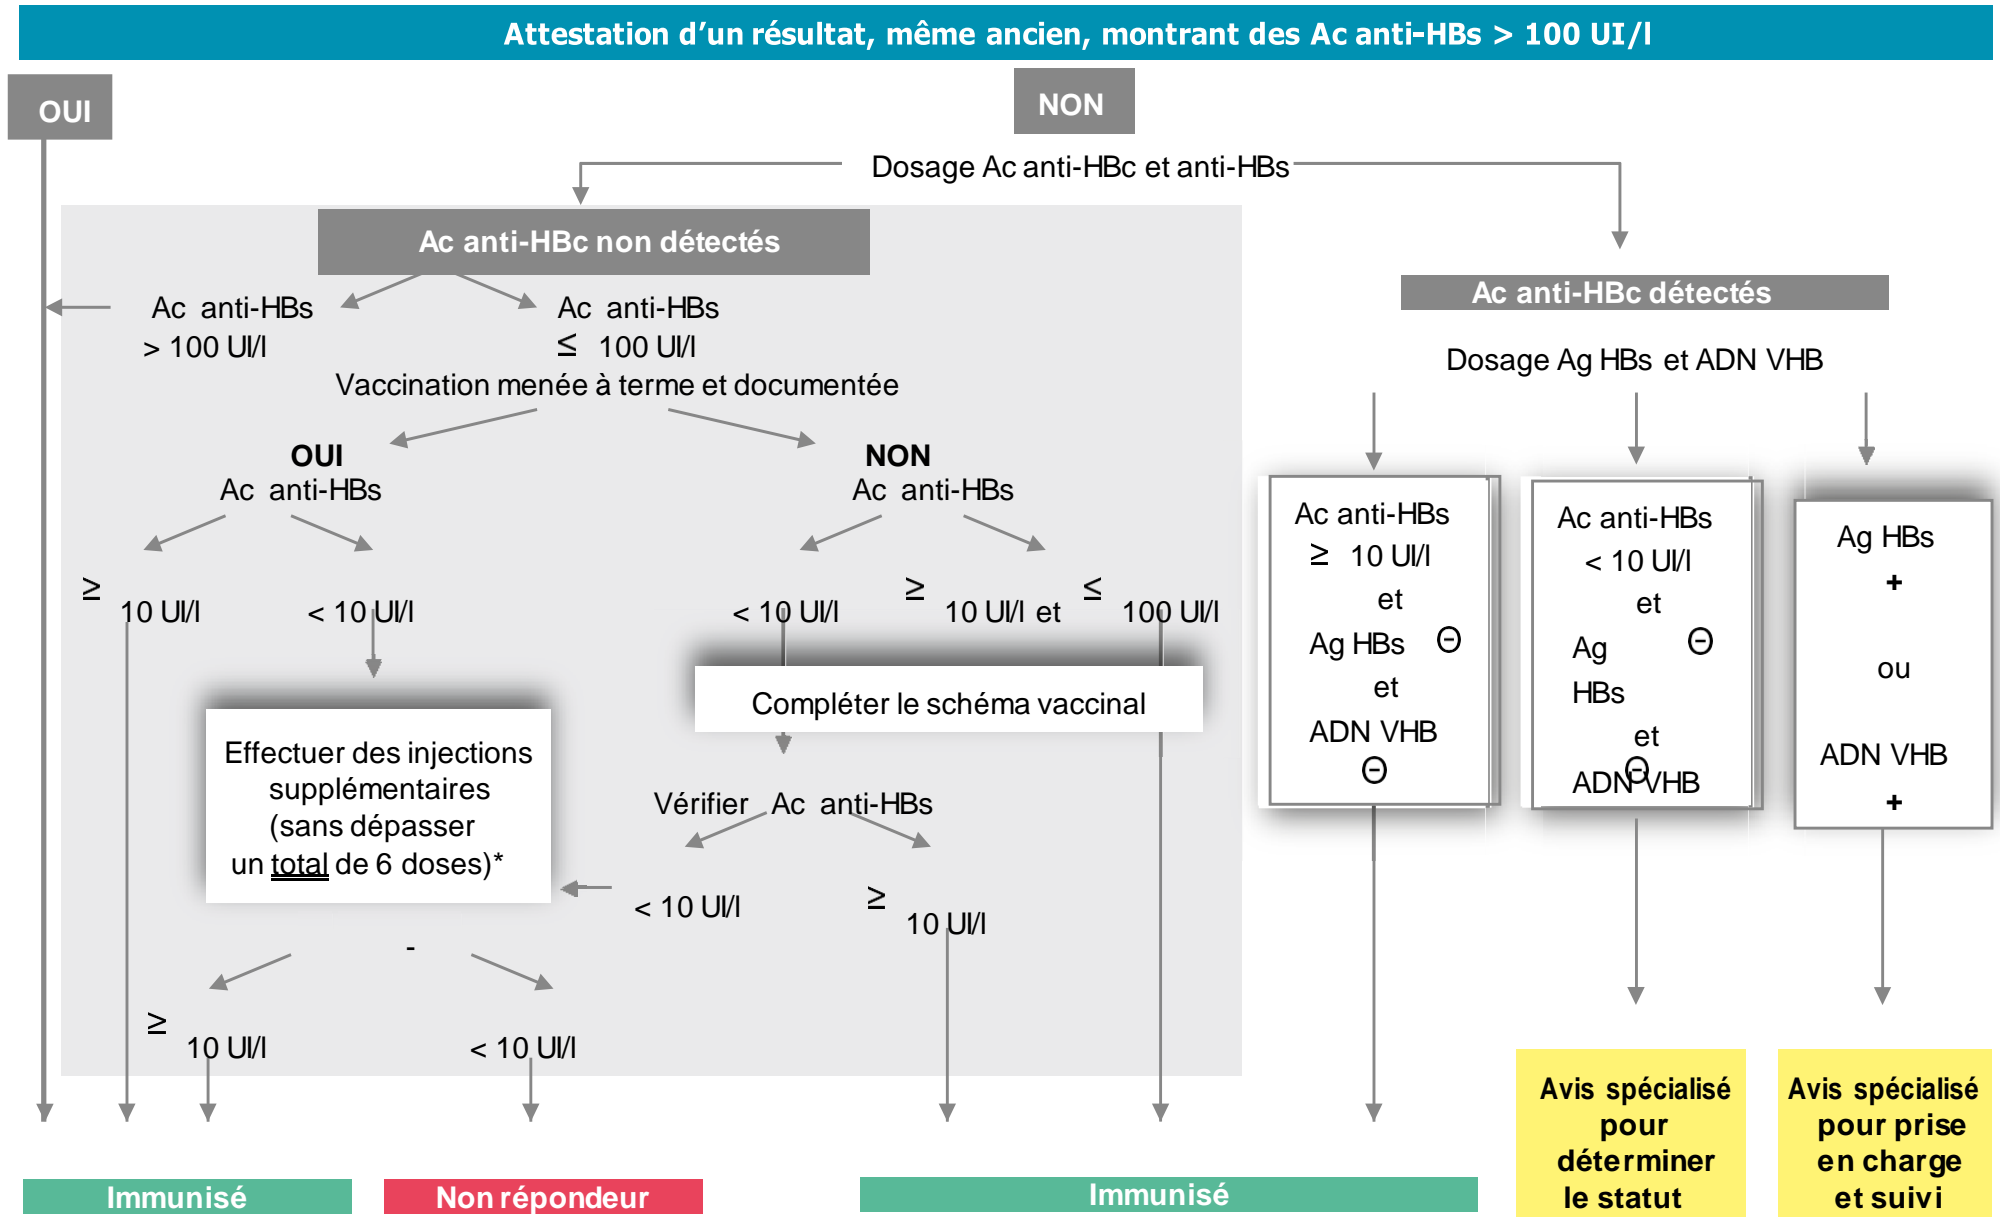 Attestation d'un résultat, même ancien, montrant des Ac anti-HBs > 100 UI/l
OUI
NON
Dosage Ac anti-HBc et anti-HBs
Ac anti-HBc non détectés
Ac anti-HBs
> 100 UI/l
Ac anti-HBs
≤ 100 UI/l
Vaccination menée à terme et documentée
OUI
Ac anti-HBs
NON
Ac anti-HBs
≥ 10 UI/l
< 10 UI/l
< 10 UI/l
≥ 10 UI/l et ≤ 100 UI/l
Compléter le schéma vaccinal
Effectuer des injections
supplémentaires
(sans dépasser
un total de 6 doses)*
Vérifier Ac anti-HBs
< 10 UI/l
≥ 10 UI/l
-
≥ 10 UI/l
< 10 UI/l
Ac anti-HBc détectés
Dosage Ag HBs et ADN VHB
Ac anti-HBs
≥ 10 UI/l
et
Ag HBs ⊖
et
ADN VHB
⊖
Ac anti-HBs
< 10 UI/l
et
Ag ⊖
HBs
et
⊖
ADN VHB
Ag HBs
+
ou
ADN VHB
+
Immunisé
Non répondeur
Immunisé
Avis spécialisé
pour
déterminer
le statut
Avis spécialisé
pour prise
en charge
et suivi